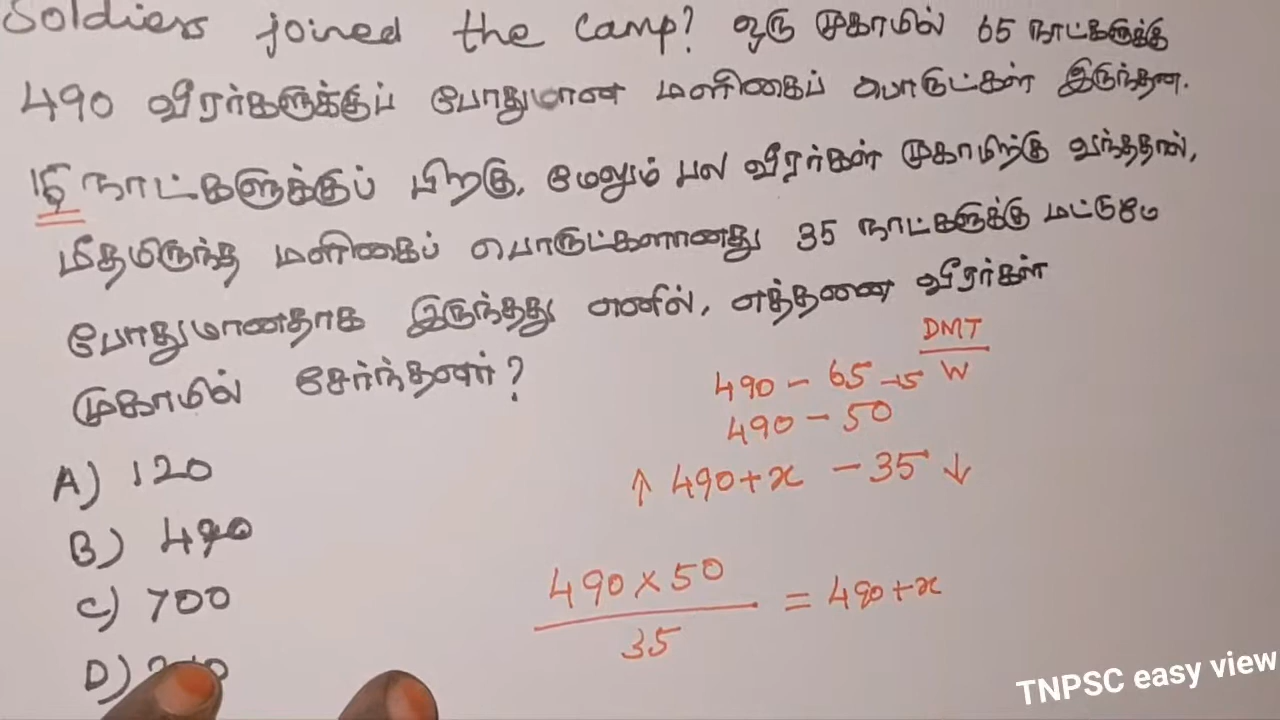 Soldiers joined the camp? ஒரு முகாமில் 65 நாட்களுக்கு
490 வீரர்களுக்குப் போதுமான மளிகைப் பொருட்கள் இருந்தன.
15 நாட்களுக்குப் பிறகு, மேலும் பல வீரர்கள் முகாமிற்கு வந்ததால்,
மீதமிருந்த மளிகைப் பொருட்களானது 35 நாட்களுக்கு மட்டுமே
போதுமானதாக இருந்தது எனில், எத்தனை வீரர்கள்
முகாமில் சேர்ந்தனர்?
DMT
W
490 - 65
490 - 50
↑ 490+x - 35 ↓
A) 120
B) 490
C) 700
D)
490 x 50
35
= 490+x
TNPSC easy view